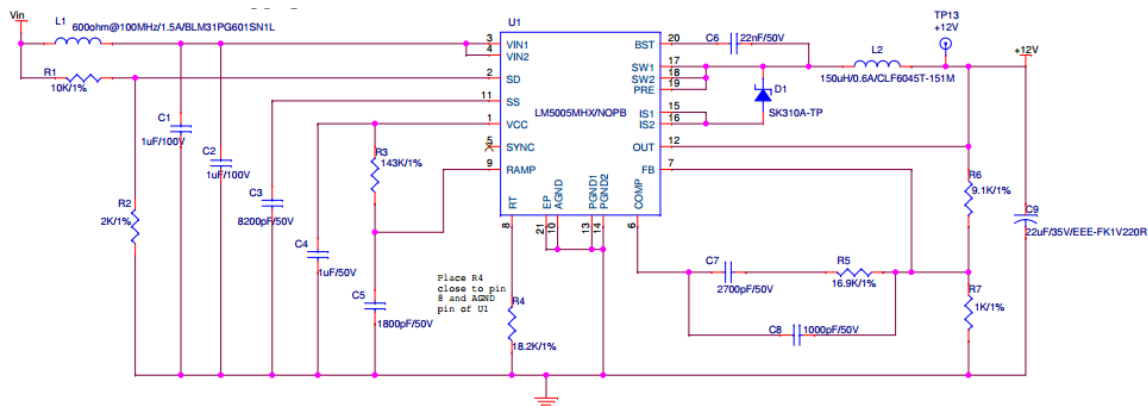 Vin
L1
600ohm@100MHz/1.5A/BLM31PG601SN1L
R1
10K/1%
C1
1uF/100V
C2
1uF/100V
R2
2K/1%
C3
8200pF/50V
C4
1uF/50V
R3
143K/1%
C5
1800pF/50V
Place R4
close to pin
8 and AGND
pin of U1
R4
18.2K/1%
U1
3 VIN1
4 VIN2
2 SD
11 SS
1 VCC
5 SYNC
9 RAMP
LM5005MHX/NOPB
BST 20
SW1 17
SW2 18
PRE 19
IS1 15
IS2 16
OUT 12
FB 7
RT 8
EP 21
AGND 10
PGND1 13
PGND2 14
COMP 6
C6 22nF/50V
D1
SK310A-TP
L2
150uH/0.6A/CLF6045T-151M
TP13
+12V
+12V
R6
9.1K/1%
C9
22uF/35V/EEE-FK1V220R
C7
2700pF/50V
R5
16.9K/1%
R7
1K/1%
C8 1000pF/50V